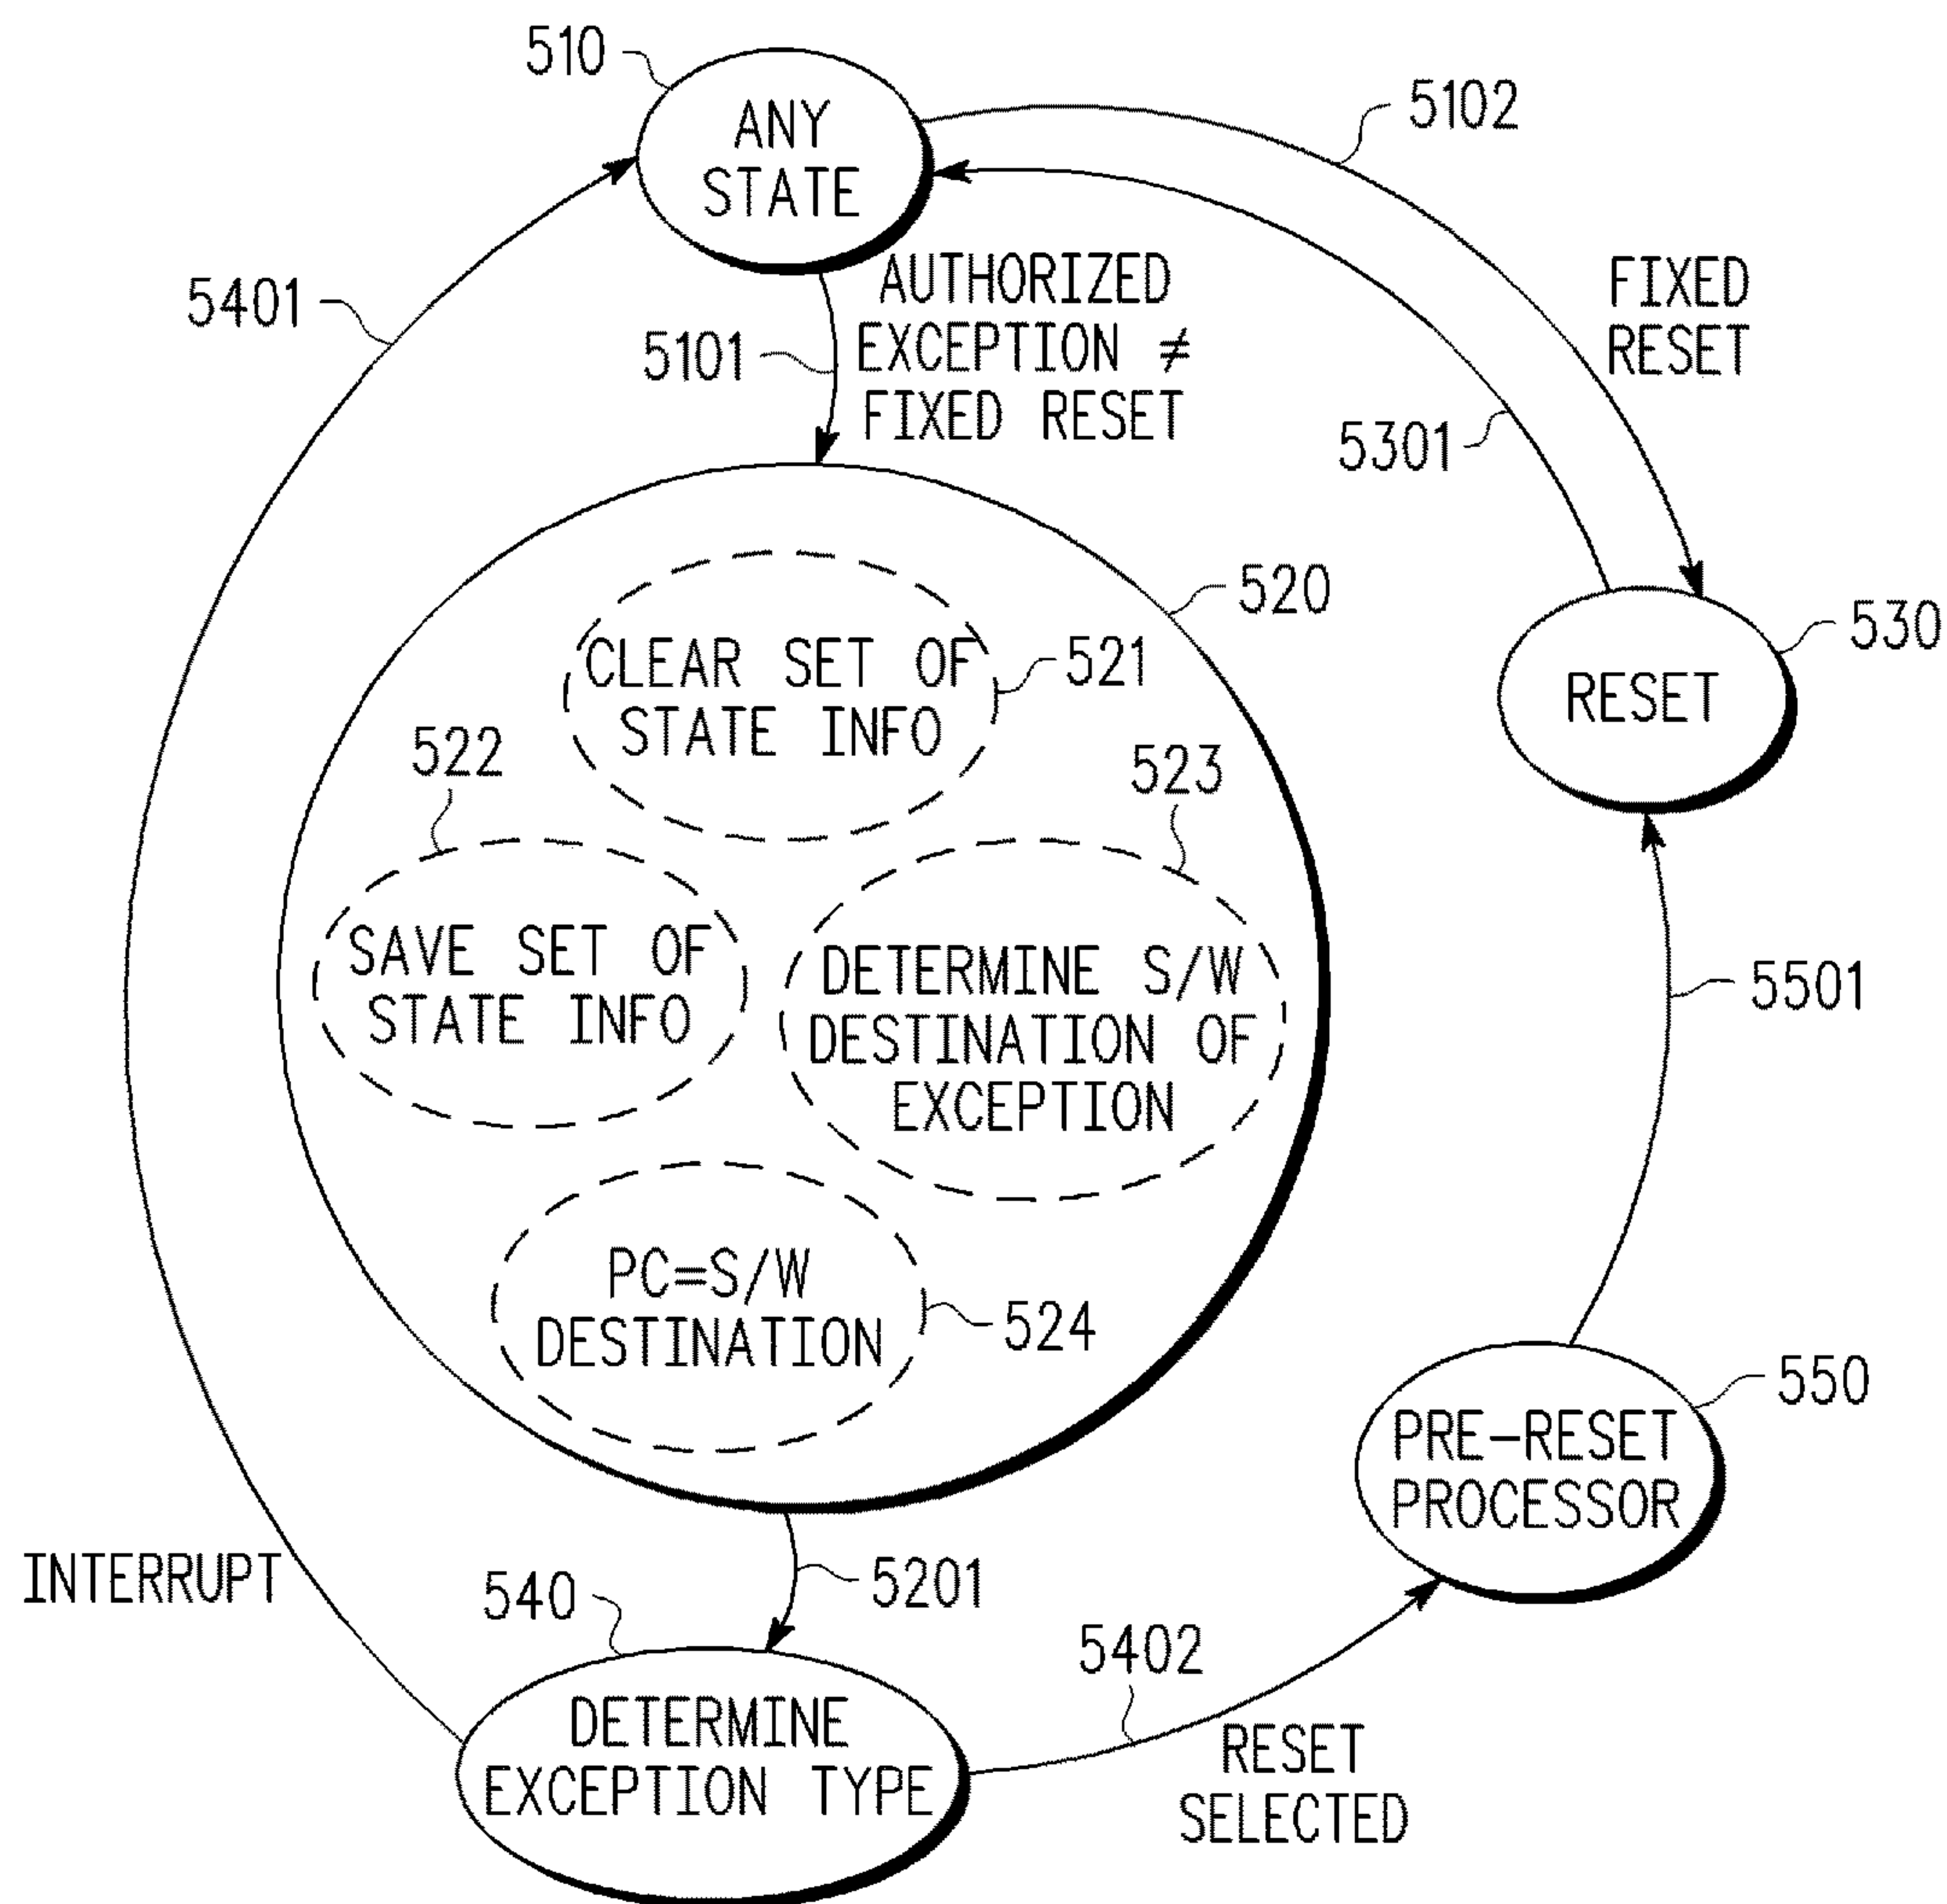 510
ANY
STATE
5102
5401
5101
AUTHORIZED
EXCEPTION ≠
FIXED RESET
FIXED
RESET
5301
520
530
RESET
CLEAR SET OF
STATE INFO
521
522
523
SAVE SET OF
STATE INFO
DETERMINE S/W
DESTINATION OF
EXCEPTION
5501
PC=S/W
DESTINATION
524
550
PRE-RESET
PROCESSOR
INTERRUPT
5201
540
5402
DETERMINE
EXCEPTION TYPE
RESET
SELECTED